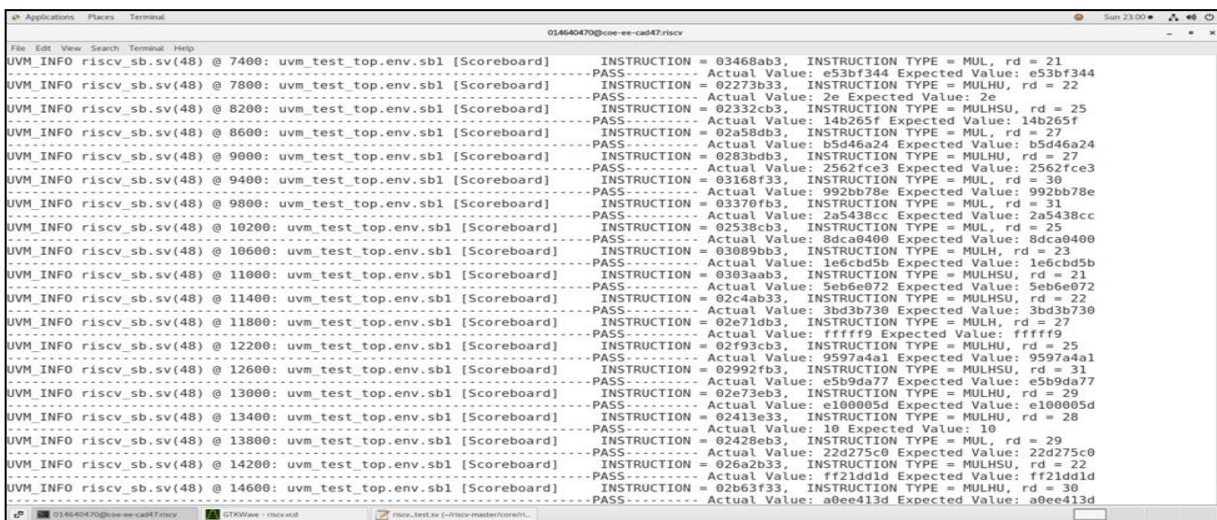 Applications Places Terminal Sun 23:00
014640470@coe-ee-cad47:riscv
File Edit View Search Terminal Help
UVM_INFO riscv_sb.sv(48) @ 7400: uvm_test_top.env.sb1 [Scoreboard] INSTRUCTION = 03468ab3, INSTRUCTION TYPE = MUL, rd = 21
---PASS--------- Actual Value: e53bf344 Expected Value: e53bf344
UVM_INFO riscv_sb.sv(48) @ 7800: uvm_test_top.env.sb1 [Scoreboard] INSTRUCTION = 02273b33, INSTRUCTION TYPE = MULHU, rd = 22
---PASS--------- Actual Value: 2e Expected Value: 2e
UVM_INFO riscv_sb.sv(48) @ 8200: uvm_test_top.env.sb1 [Scoreboard] INSTRUCTION = 02332cb3, INSTRUCTION TYPE = MULHSU, rd = 25
---PASS--------- Actual Value: 14b265f Expected Value: 14b265f
UVM_INFO riscv_sb.sv(48) @ 8600: uvm_test_top.env.sb1 [Scoreboard] INSTRUCTION = 02a58db3, INSTRUCTION TYPE = MUL, rd = 27
---PASS--------- Actual Value: b5d46a24 Expected Value: b5d46a24
UVM_INFO riscv_sb.sv(48) @ 9000: uvm_test_top.env.sb1 [Scoreboard] INSTRUCTION = 0283bdb3, INSTRUCTION TYPE = MULHU, rd = 27
---PASS--------- Actual Value: 2562fce3 Expected Value: 2562fce3
UVM_INFO riscv_sb.sv(48) @ 9400: uvm_test_top.env.sb1 [Scoreboard] INSTRUCTION = 03168f33, INSTRUCTION TYPE = MUL, rd = 30
---PASS--------- Actual Value: 992bb78e Expected Value: 992bb78e
UVM_INFO riscv_sb.sv(48) @ 9800: uvm_test_top.env.sb1 [Scoreboard] INSTRUCTION = 03370fb3, INSTRUCTION TYPE = MUL, rd = 31
---PASS--------- Actual Value: 2a5438cc Expected Value: 2a5438cc
UVM_INFO riscv_sb.sv(48) @ 10200: uvm_test_top.env.sb1 [Scoreboard] INSTRUCTION = 02538cb3, INSTRUCTION TYPE = MUL, rd = 25
---PASS--------- Actual Value: 8dca0400 Expected Value: 8dca0400
UVM_INFO riscv_sb.sv(48) @ 10600: uvm_test_top.env.sb1 [Scoreboard] INSTRUCTION = 03089bb3, INSTRUCTION TYPE = MULH, rd = 23
---PASS--------- Actual Value: 1e6cbd5b Expected Value: 1e6cbd5b
UVM_INFO riscv_sb.sv(48) @ 11000: uvm_test_top.env.sb1 [Scoreboard] INSTRUCTION = 0303aab3, INSTRUCTION TYPE = MULHSU, rd = 21
---PASS--------- Actual Value: 5eb6e072 Expected Value: 5eb6e072
UVM_INFO riscv_sb.sv(48) @ 11400: uvm_test_top.env.sb1 [Scoreboard] INSTRUCTION = 02c4ab33, INSTRUCTION TYPE = MULHSU, rd = 22
---PASS--------- Actual Value: 3bd3b730 Expected Value: 3bd3b730
UVM_INFO riscv_sb.sv(48) @ 11800: uvm_test_top.env.sb1 [Scoreboard] INSTRUCTION = 02e71db3, INSTRUCTION TYPE = MULH, rd = 27
---PASS--------- Actual Value: fffff9 Expected Value: fffff9
UVM_INFO riscv_sb.sv(48) @ 12200: uvm_test_top.env.sb1 [Scoreboard] INSTRUCTION = 02f93cb3, INSTRUCTION TYPE = MULHU, rd = 25
---PASS--------- Actual Value: 9597a4a1 Expected Value: 9597a4a1
UVM_INFO riscv_sb.sv(48) @ 12600: uvm_test_top.env.sb1 [Scoreboard] INSTRUCTION = 02992fb3, INSTRUCTION TYPE = MULHSU, rd = 31
---PASS--------- Actual Value: e5b9da77 Expected Value: e5b9da77
UVM_INFO riscv_sb.sv(48) @ 13000: uvm_test_top.env.sb1 [Scoreboard] INSTRUCTION = 02e73eb3, INSTRUCTION TYPE = MULHU, rd = 29
---PASS--------- Actual Value: e100005d Expected Value: e100005d
UVM_INFO riscv_sb.sv(48) @ 13400: uvm_test_top.env.sb1 [Scoreboard] INSTRUCTION = 02413e33, INSTRUCTION TYPE = MULHU, rd = 28
---PASS--------- Actual Value: 10 Expected Value: 10
UVM_INFO riscv_sb.sv(48) @ 13800: uvm_test_top.env.sb1 [Scoreboard] INSTRUCTION = 02428eb3, INSTRUCTION TYPE = MUL, rd = 29
---PASS--------- Actual Value: 22d275c0 Expected Value: 22d275c0
UVM_INFO riscv_sb.sv(48) @ 14200: uvm_test_top.env.sb1 [Scoreboard] INSTRUCTION = 026a2b33, INSTRUCTION TYPE = MULHSU, rd = 22
---PASS--------- Actual Value: ff21dd1d Expected Value: ff21dd1d
UVM_INFO riscv_sb.sv(48) @ 14600: uvm_test_top.env.sb1 [Scoreboard] INSTRUCTION = 02b63f33, INSTRUCTION TYPE = MULHU, rd = 30
---PASS--------- Actual Value: a0ee413d Expected Value: a0ee413d
014640470@coe-ee-cad47:riscv GTKWave - riscv.vcd riscv_test.sv (~/riscv-master/core/ri...